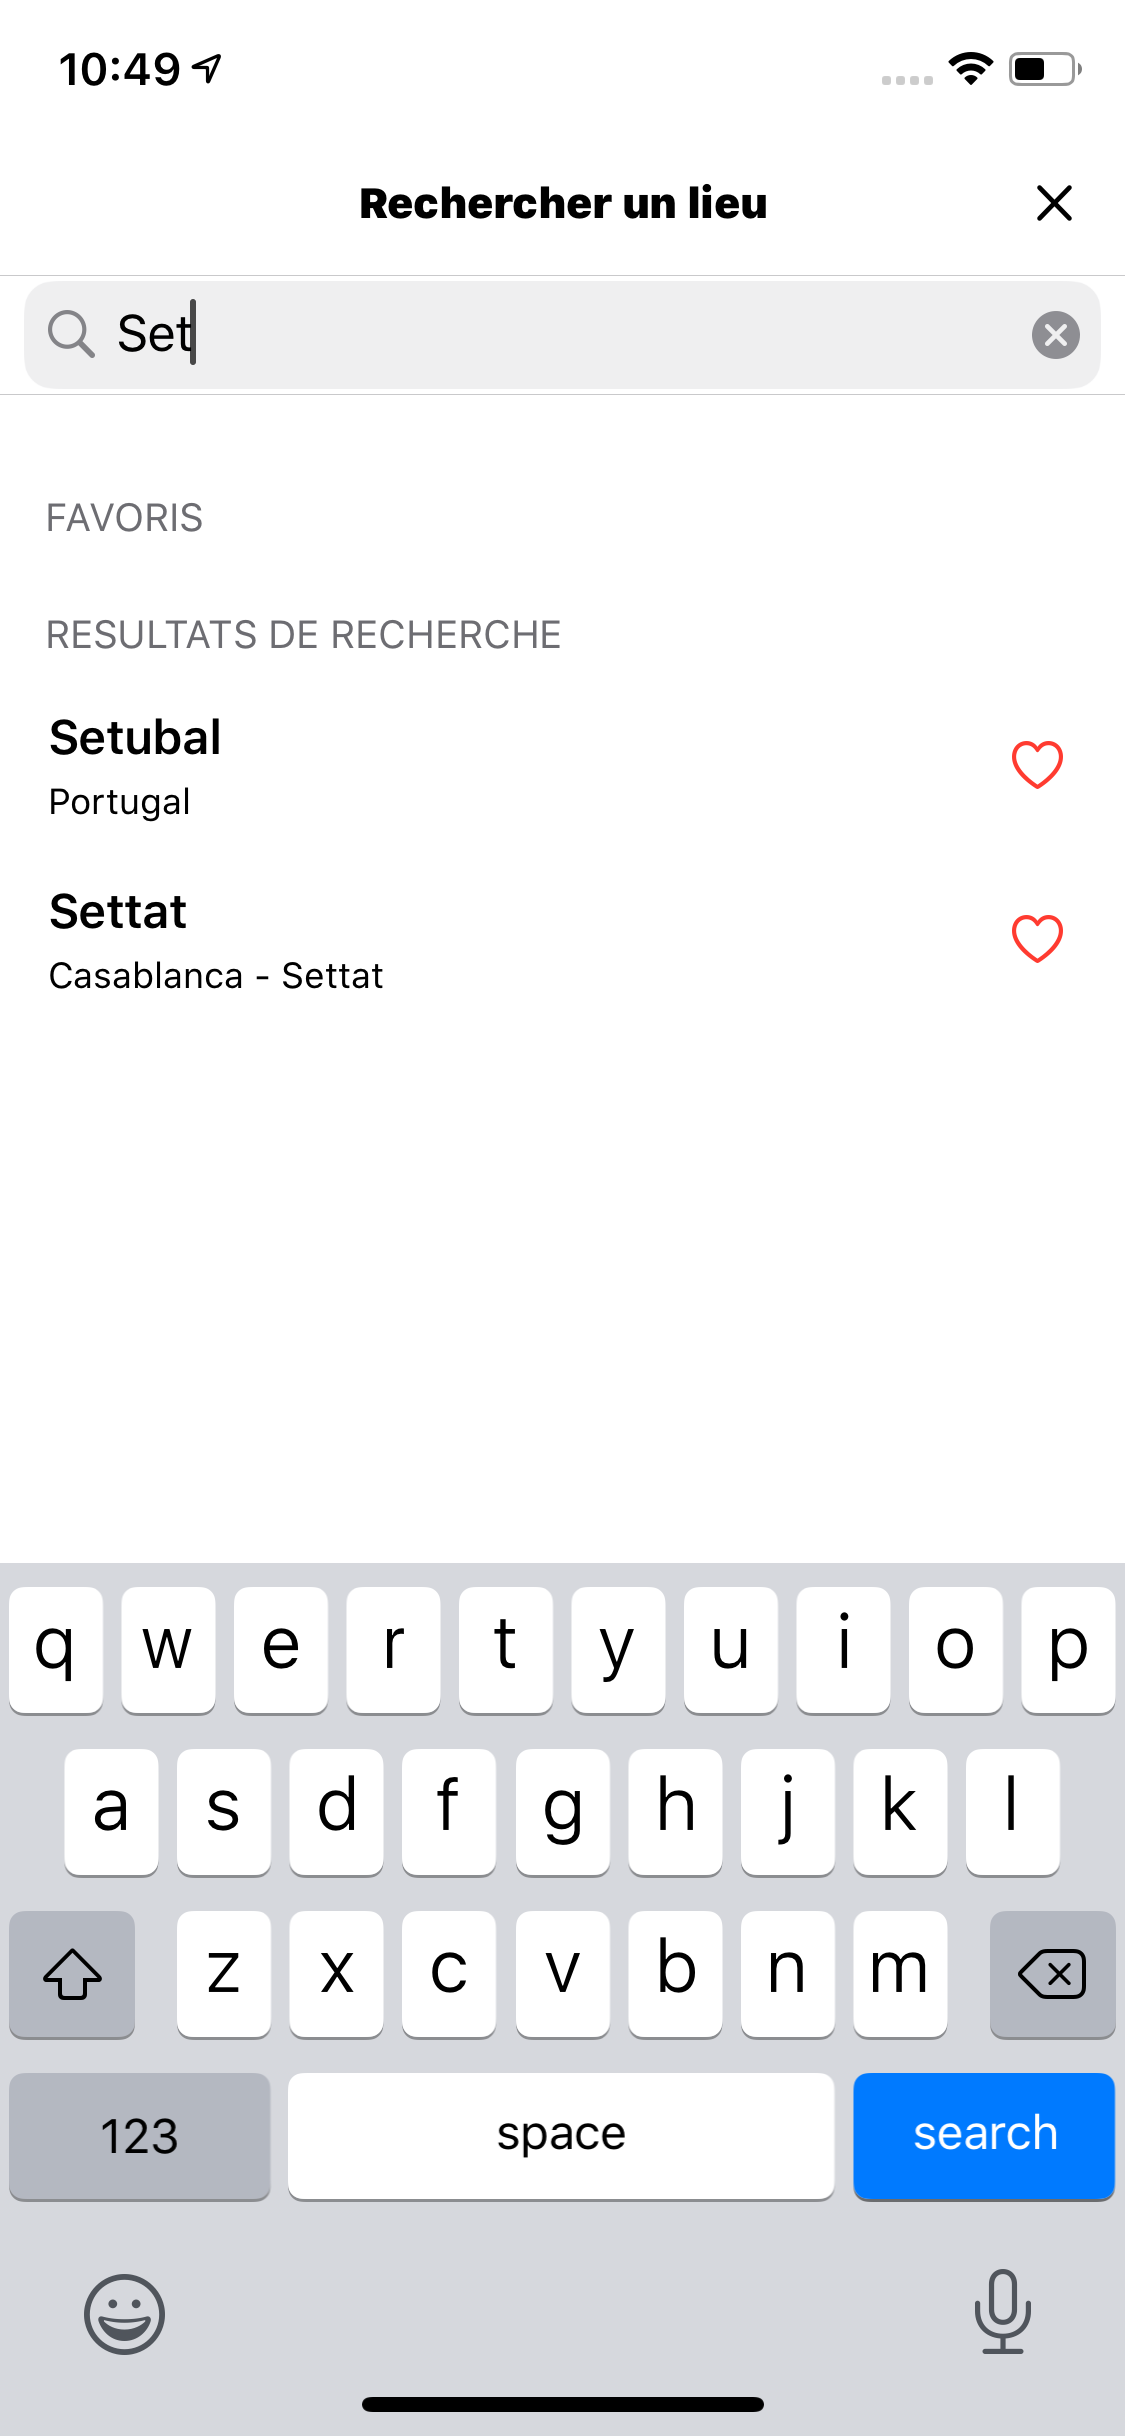 10:49
Rechercher un lieu
Set
FAVORIS
RESULTATS DE RECHERCHE
Setubal
Portugal
Settat
Casablanca - Settat
q w e r t y u i o p
a s d f g h j k l
z x c v b n m
123 space search